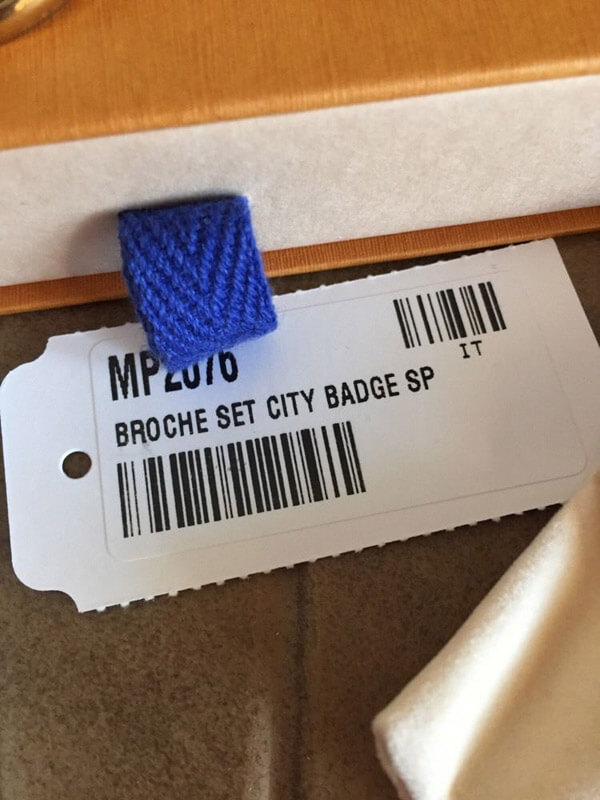 MP2076
IT
BROCHE SET CITY BADGE SP